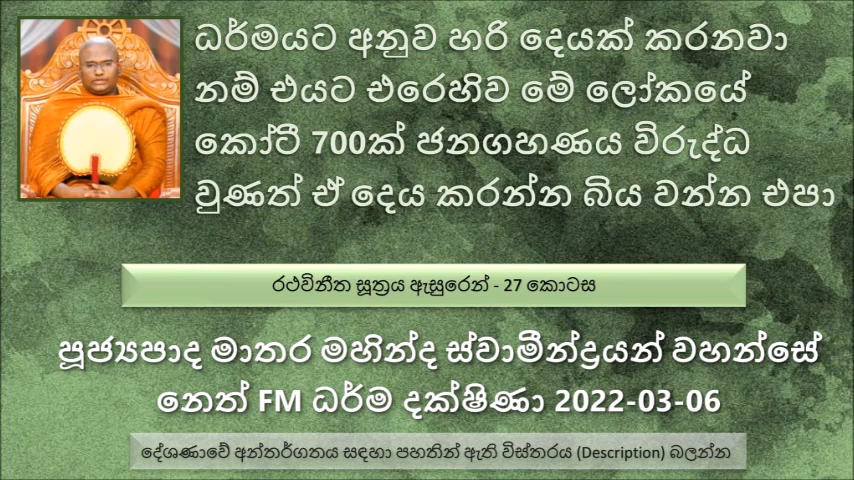 ධර්මයට අනුව හරි දෙයක් කරනවා
නම් එයට එරෙහිව මේ ලෝකයේ
කෝටී 700ක් ජනගහණය විරුද්ධ
වුණත් ඒ දෙය කරන්න බිය වන්න එපා
රථවිනීත සූත්‍රය ඇසුරෙන් - 27 කොටස
පූජ්‍යපාද මාතර මහින්ද ස්වාමීන්ද්‍රයන් වහන්සේ
නෙත් FM ධර්ම දක්ෂිණා 2022-03-06
දේශණාවේ අන්තර්ගතය සඳහා පහතින් ඇති විස්තරය (Description) බලන්න